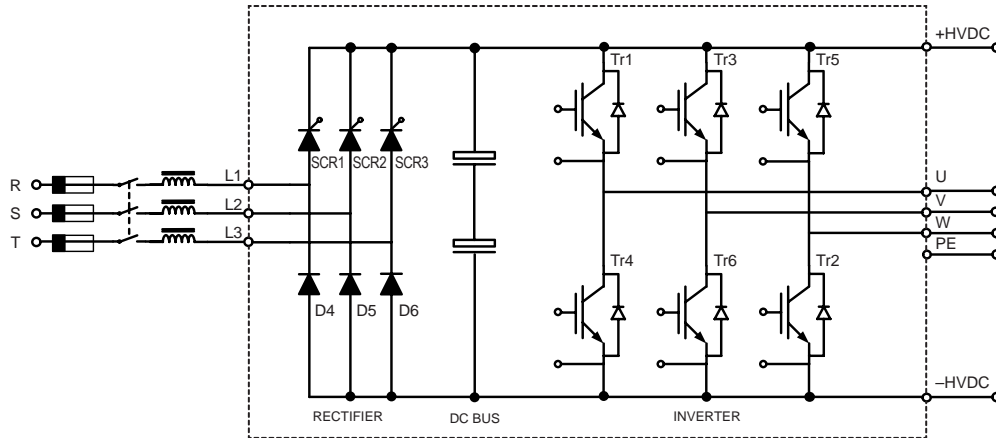 +HVDC
Tr1 Tr3 Tr5
SCR1 SCR2 SCR3
R L1 U
S L2 V
T L3 W
PE
Tr4 Tr6 Tr2
D4 D5 D6
–HVDC
RECTIFIER DC BUS INVERTER